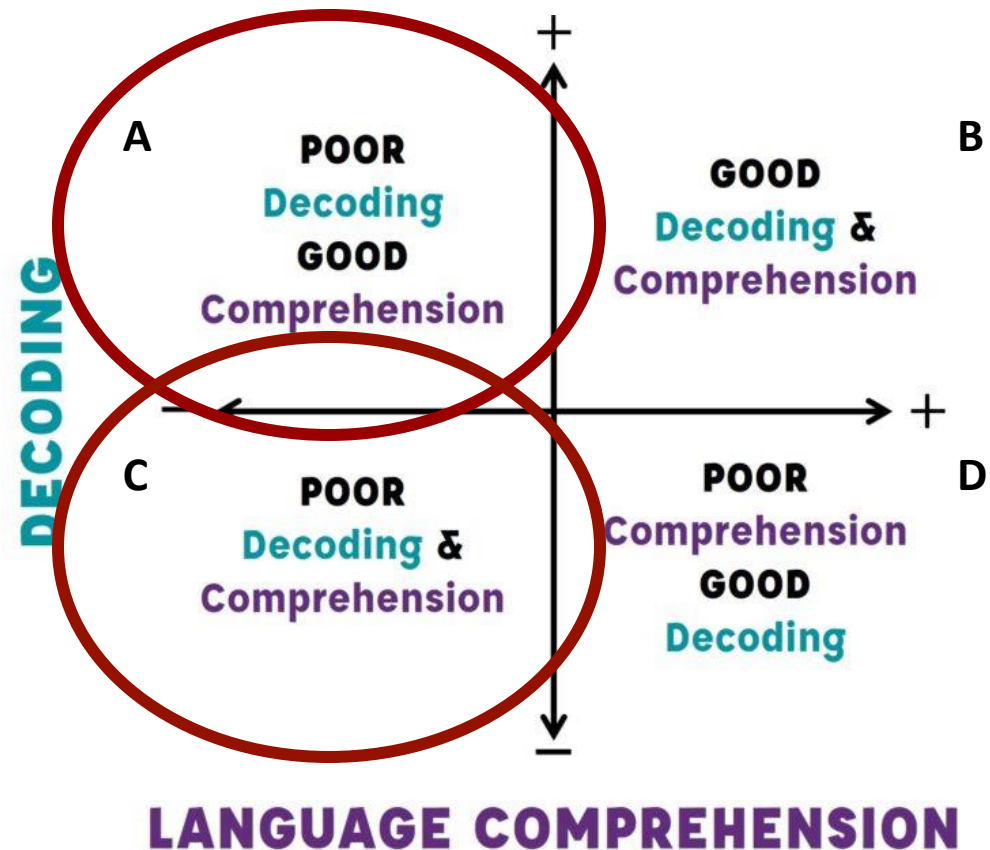 +
A
POOR
Decoding
GOOD
Comprehension
B
GOOD
Decoding &
Comprehension
DECODING
−
+
C
POOR
Decoding &
Comprehension
D
POOR
Comprehension
GOOD
Decoding
−
LANGUAGE COMPREHENSION